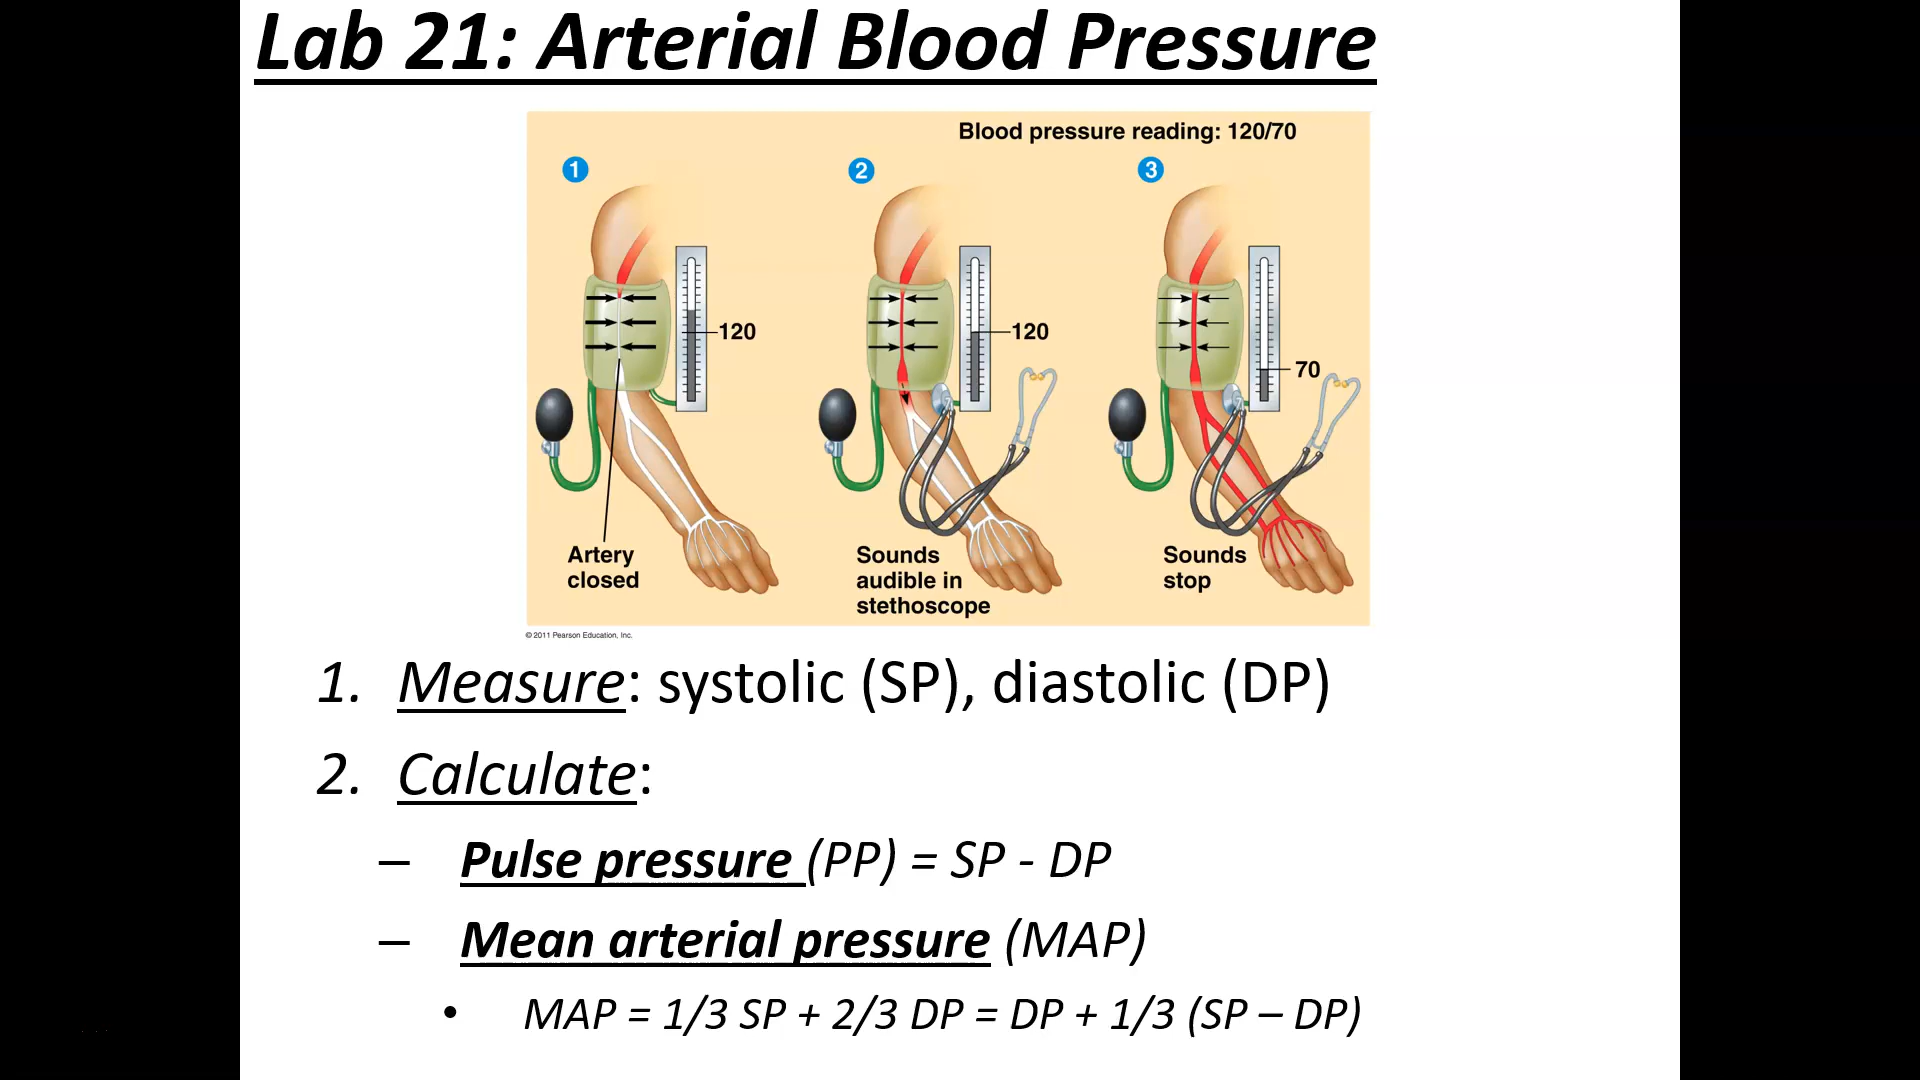 Lab 21: Arterial Blood Pressure
Blood pressure reading: 120/70
1
2
3
120
120
70
Artery
closed
Sounds
audible in
stethoscope
Sounds
stop
© 2011 Pearson Education, Inc.
1. Measure: systolic (SP), diastolic (DP)
2. Calculate:
– Pulse pressure (PP) = SP - DP
– Mean arterial pressure (MAP)
• MAP = 1/3 SP + 2/3 DP = DP + 1/3 (SP – DP)